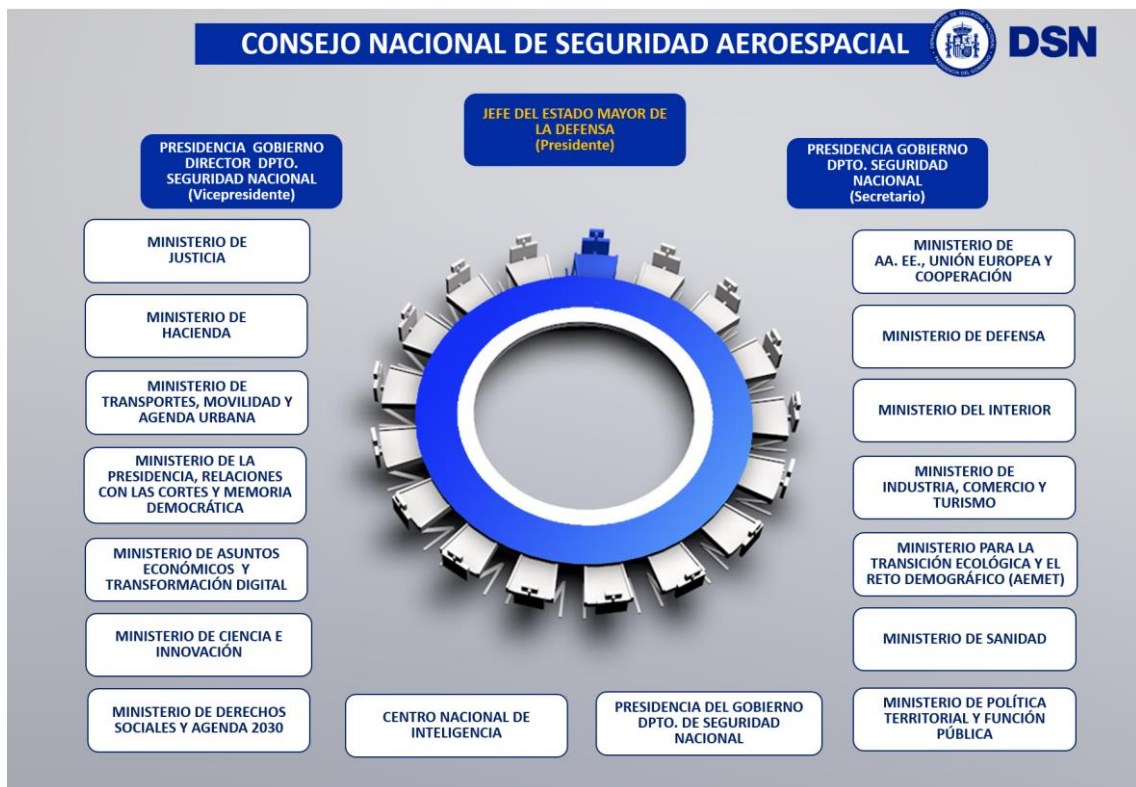 CONSEJO NACIONAL DE SEGURIDAD AEROESPACIAL
DSN
JEFE DEL ESTADO MAYOR DE
LA DEFENSA
(Presidente)
PRESIDENCIA GOBIERNO
DIRECTOR DPTO.
SEGURIDAD NACIONAL
(Vicepresidente)
PRESIDENCIA GOBIERNO
DPTO. SEGURIDAD
NACIONAL
(Secretario)
MINISTERIO DE
JUSTICIA
MINISTERIO DE
HACIENDA
MINISTERIO DE
TRANSPORTES, MOVILIDAD Y
AGENDA URBANA
MINISTERIO DE LA
PRESIDENCIA, RELACIONES
CON LAS CORTES Y MEMORIA
DEMOCRÁTICA
MINISTERIO DE ASUNTOS
ECONÓMICOS Y
TRANSFORMACIÓN DIGITAL
MINISTERIO DE CIENCIA E
INNOVACIÓN
MINISTERIO DE DERECHOS
SOCIALES Y AGENDA 2030
CENTRO NACIONAL DE
INTELIGENCIA
PRESIDENCIA DEL GOBIERNO
DPTO. DE SEGURIDAD
NACIONAL
MINISTERIO DE
AA. EE., UNIÓN EUROPEA Y
COOPERACIÓN
MINISTERIO DE DEFENSA
MINISTERIO DEL INTERIOR
MINISTERIO DE
INDUSTRIA, COMERCIO Y
TURISMO
MINISTERIO PARA LA
TRANSICIÓN ECOLÓGICA Y EL
RETO DEMOGRÁFICO (AEMET)
MINISTERIO DE SANIDAD
MINISTERIO DE POLÍTICA
TERRITORIAL Y FUNCIÓN
PÚBLICA